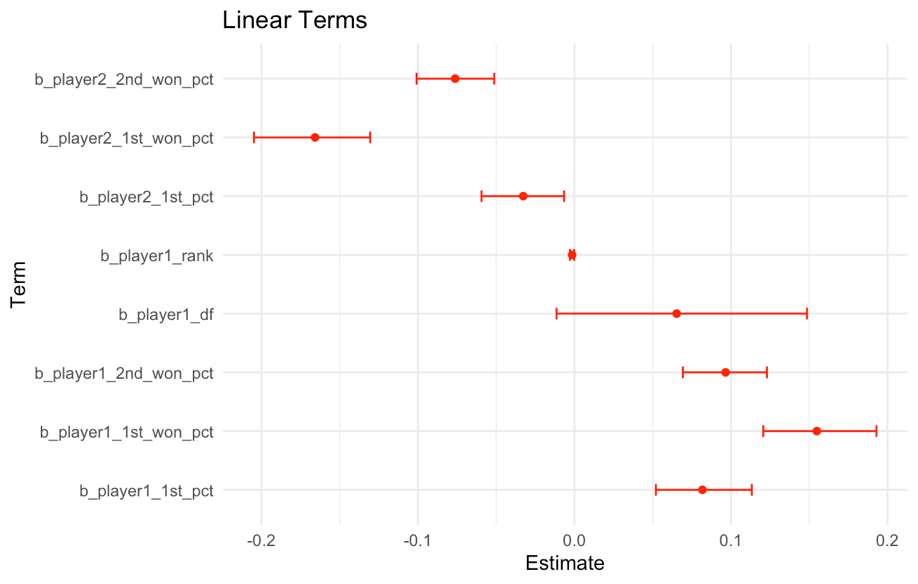 Linear Terms
b_player2_2nd_won_pct
b_player2_1st_won_pct
b_player2_1st_pct
b_player1_rank
b_player1_df
b_player1_2nd_won_pct
b_player1_1st_won_pct
b_player1_1st_pct
Term
-0.2 -0.1 0.0 0.1 0.2
Estimate